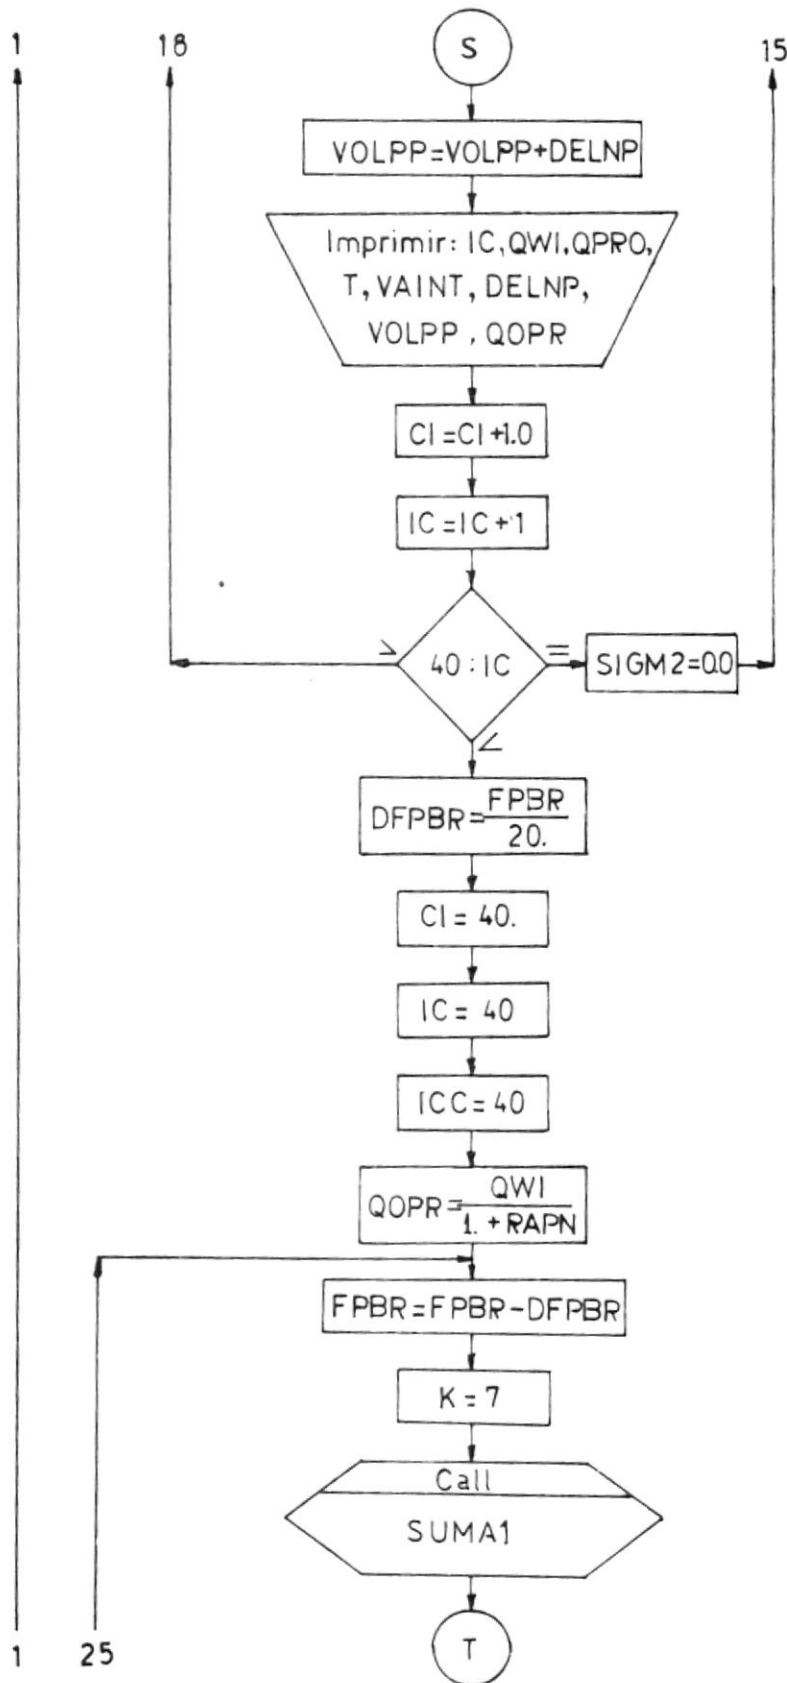 1
18
S
15
VOLPP=VOLPP+DELNP
Imprimir: IC,QWI,QPRO,
T, VAINT, DELNP,
VOLPP, QOPR
CI=CI+1.0
IC=IC+1
>
40:IC
=
SIGM2=0.0
<
DFPBR=FPBR
20.
CI = 40.
IC = 40
ICC= 40
QOPR=QWI
1. + RAPN
FPBR=FPBR-DFPBR
K = 7
Call
SUMA1
1
25
T